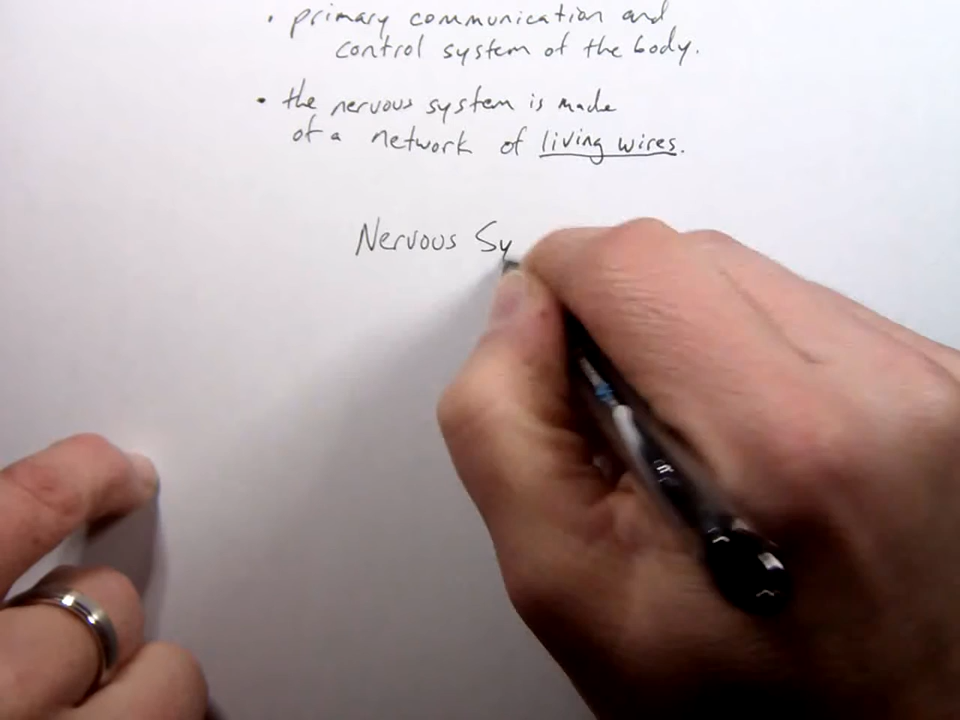 • primary communication and
control system of the body.
• the nervous system is made
of a network of living wires.
Nervous Sy